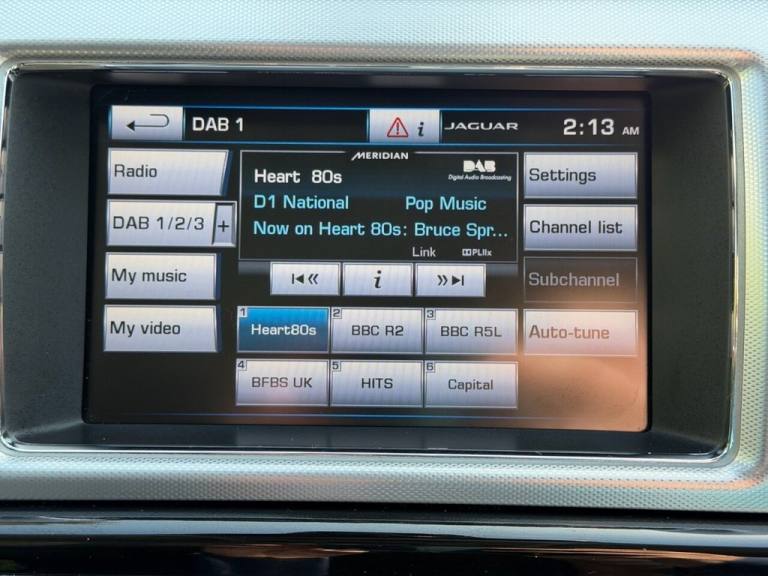 DAB 1
i
JAGUAR
2:13 AM
Radio
DAB 1/2/3 +
My music
My video
MERIDIAN
Heart 80s
DAB
Digital Audio Broadcasting
D1 National
Pop Music
Now on Heart 80s: Bruce Spr...
Link
PLIIx
i
Settings
Channel list
Subchannel
Auto-tune
1 Heart80s
2 BBC R2
3 BBC R5L
4 BFBS UK
5 HITS
6 Capital